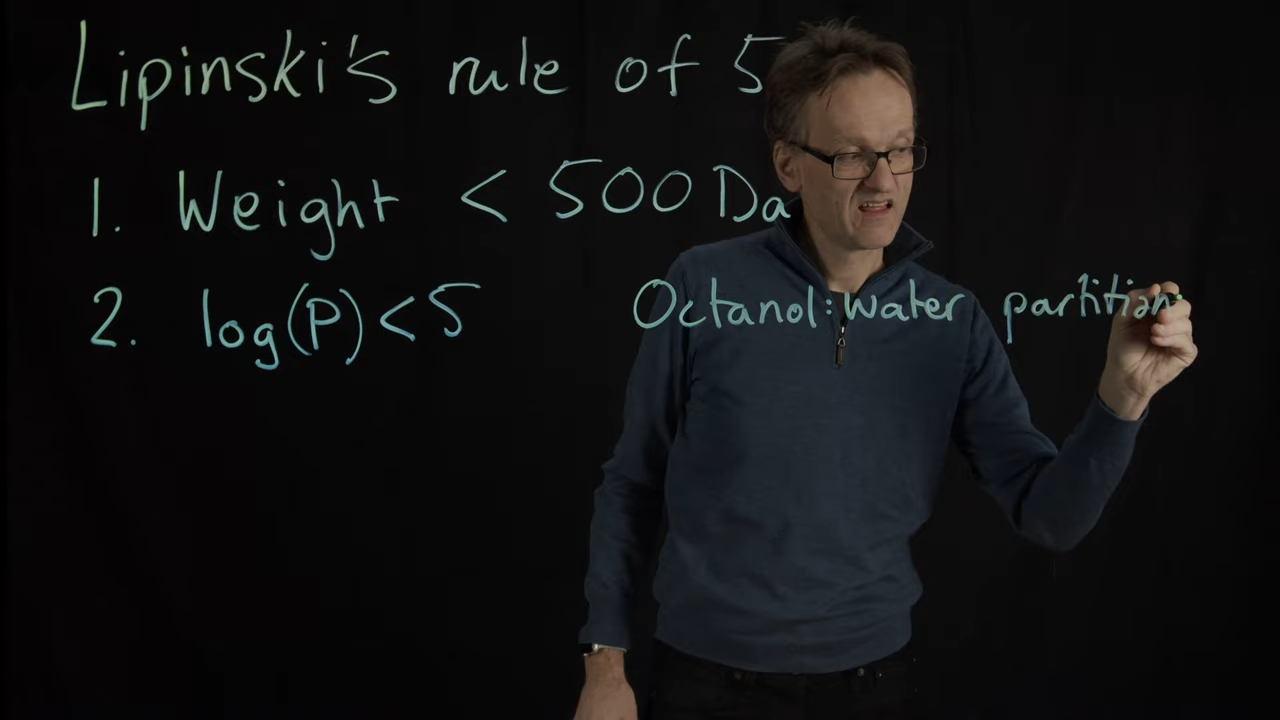 Lipinski's rule of 5
1. Weight < 500 Da
2. log(P) < 5 Octanol:Water partition